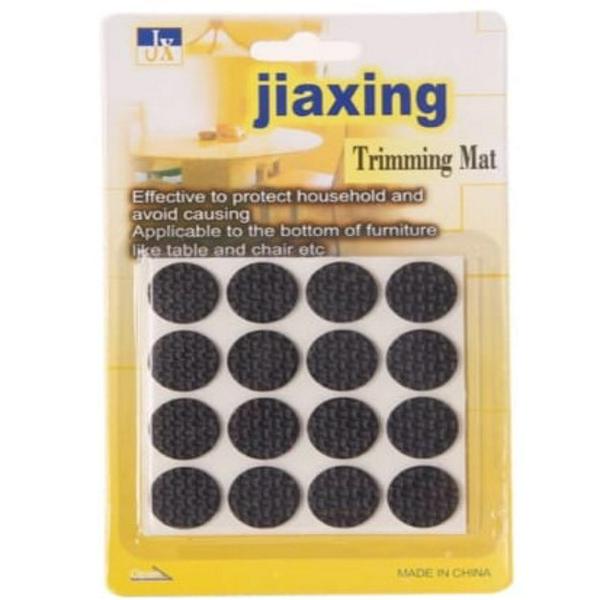 Jx
jiaxing
Trimming Mat
Effective to protect household and
avoid causing
Applicable to the bottom of furniture
like table and chair etc
MADE IN CHINA